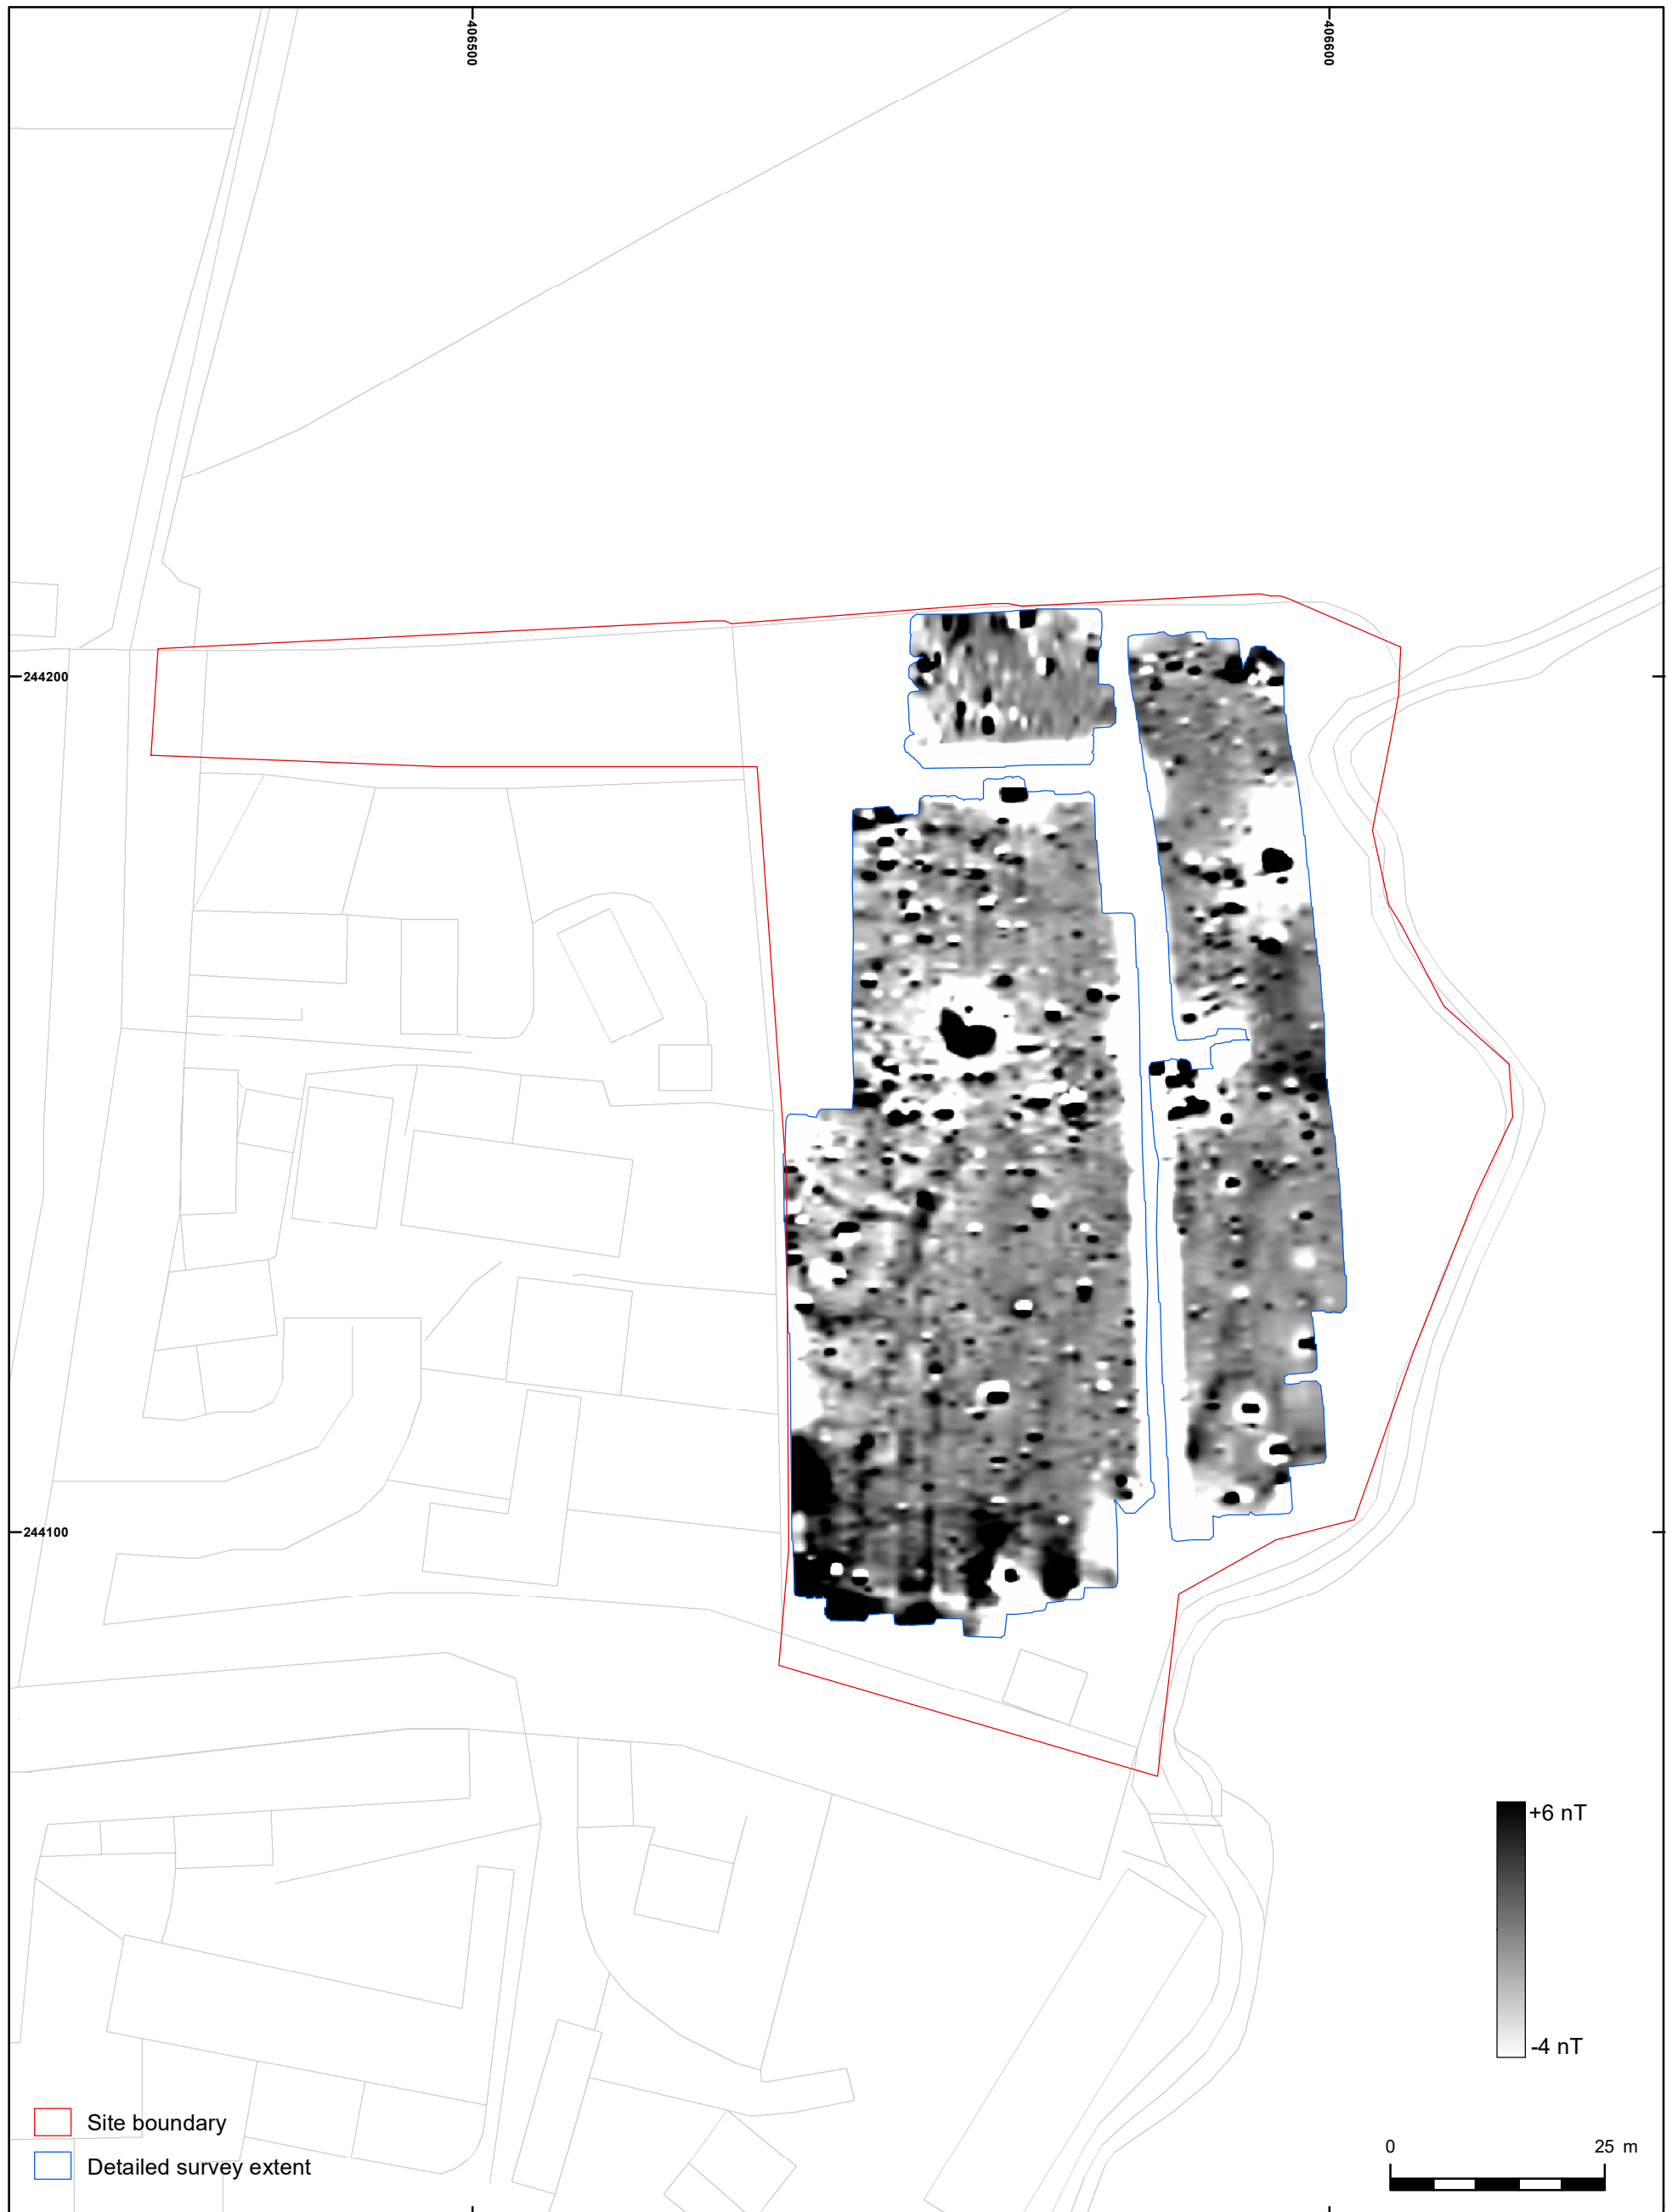 406500
406600
244200
244100
+6 nT
-4 nT
Site boundary
Detailed survey extent
0 25 m